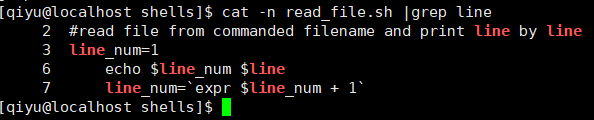 [qiyu@localhost shells]$ cat -n read_file.sh |grep line
     2  #read file from commanded filename and print line by line
     3  line_num=1
     6      echo $line_num $line
     7      line_num=`expr $line_num + 1`
[qiyu@localhost shells]$